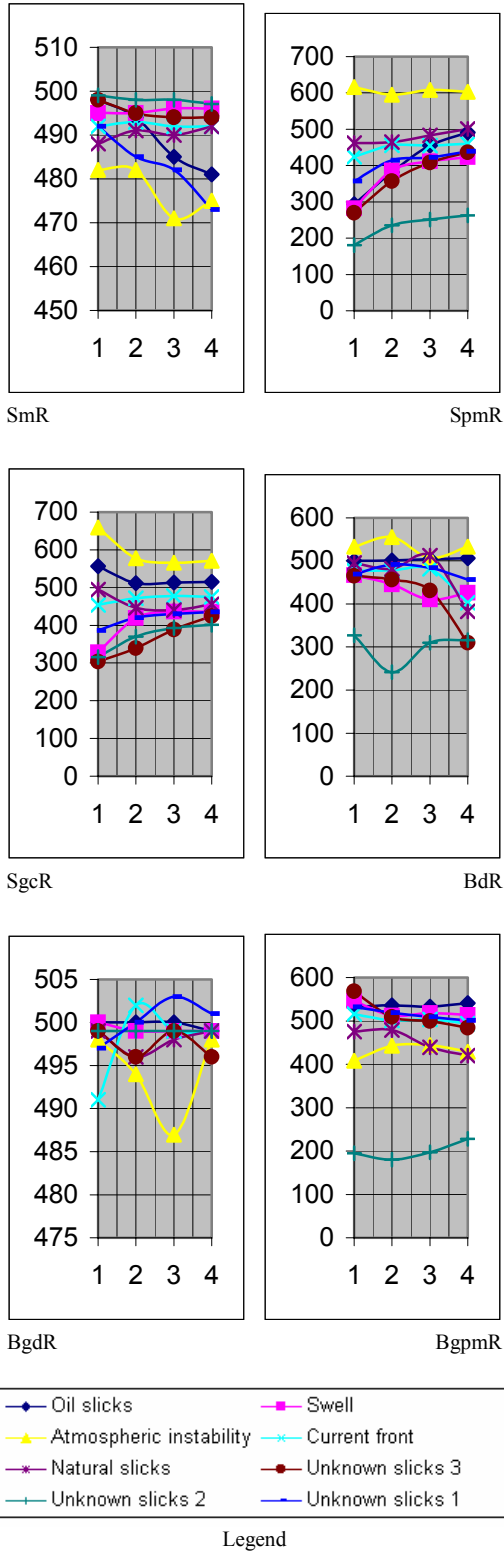 510
500
490
480
470
460
450
1 2 3 4
SmR
700
600
500
400
300
200
100
0
1 2 3 4
SpmR
700
600
500
400
300
200
100
0
1 2 3 4
SgcR
600
500
400
300
200
100
0
1 2 3 4
BdR
505
500
495
490
485
480
475
1 2 3 4
BgdR
600
500
400
300
200
100
0
1 2 3 4
BgpmR
Oil slicks
Swell
Atmospheric instability
Current front
Natural slicks
Unknown slicks 3
Unknown slicks 2
Unknown slicks 1
Legend